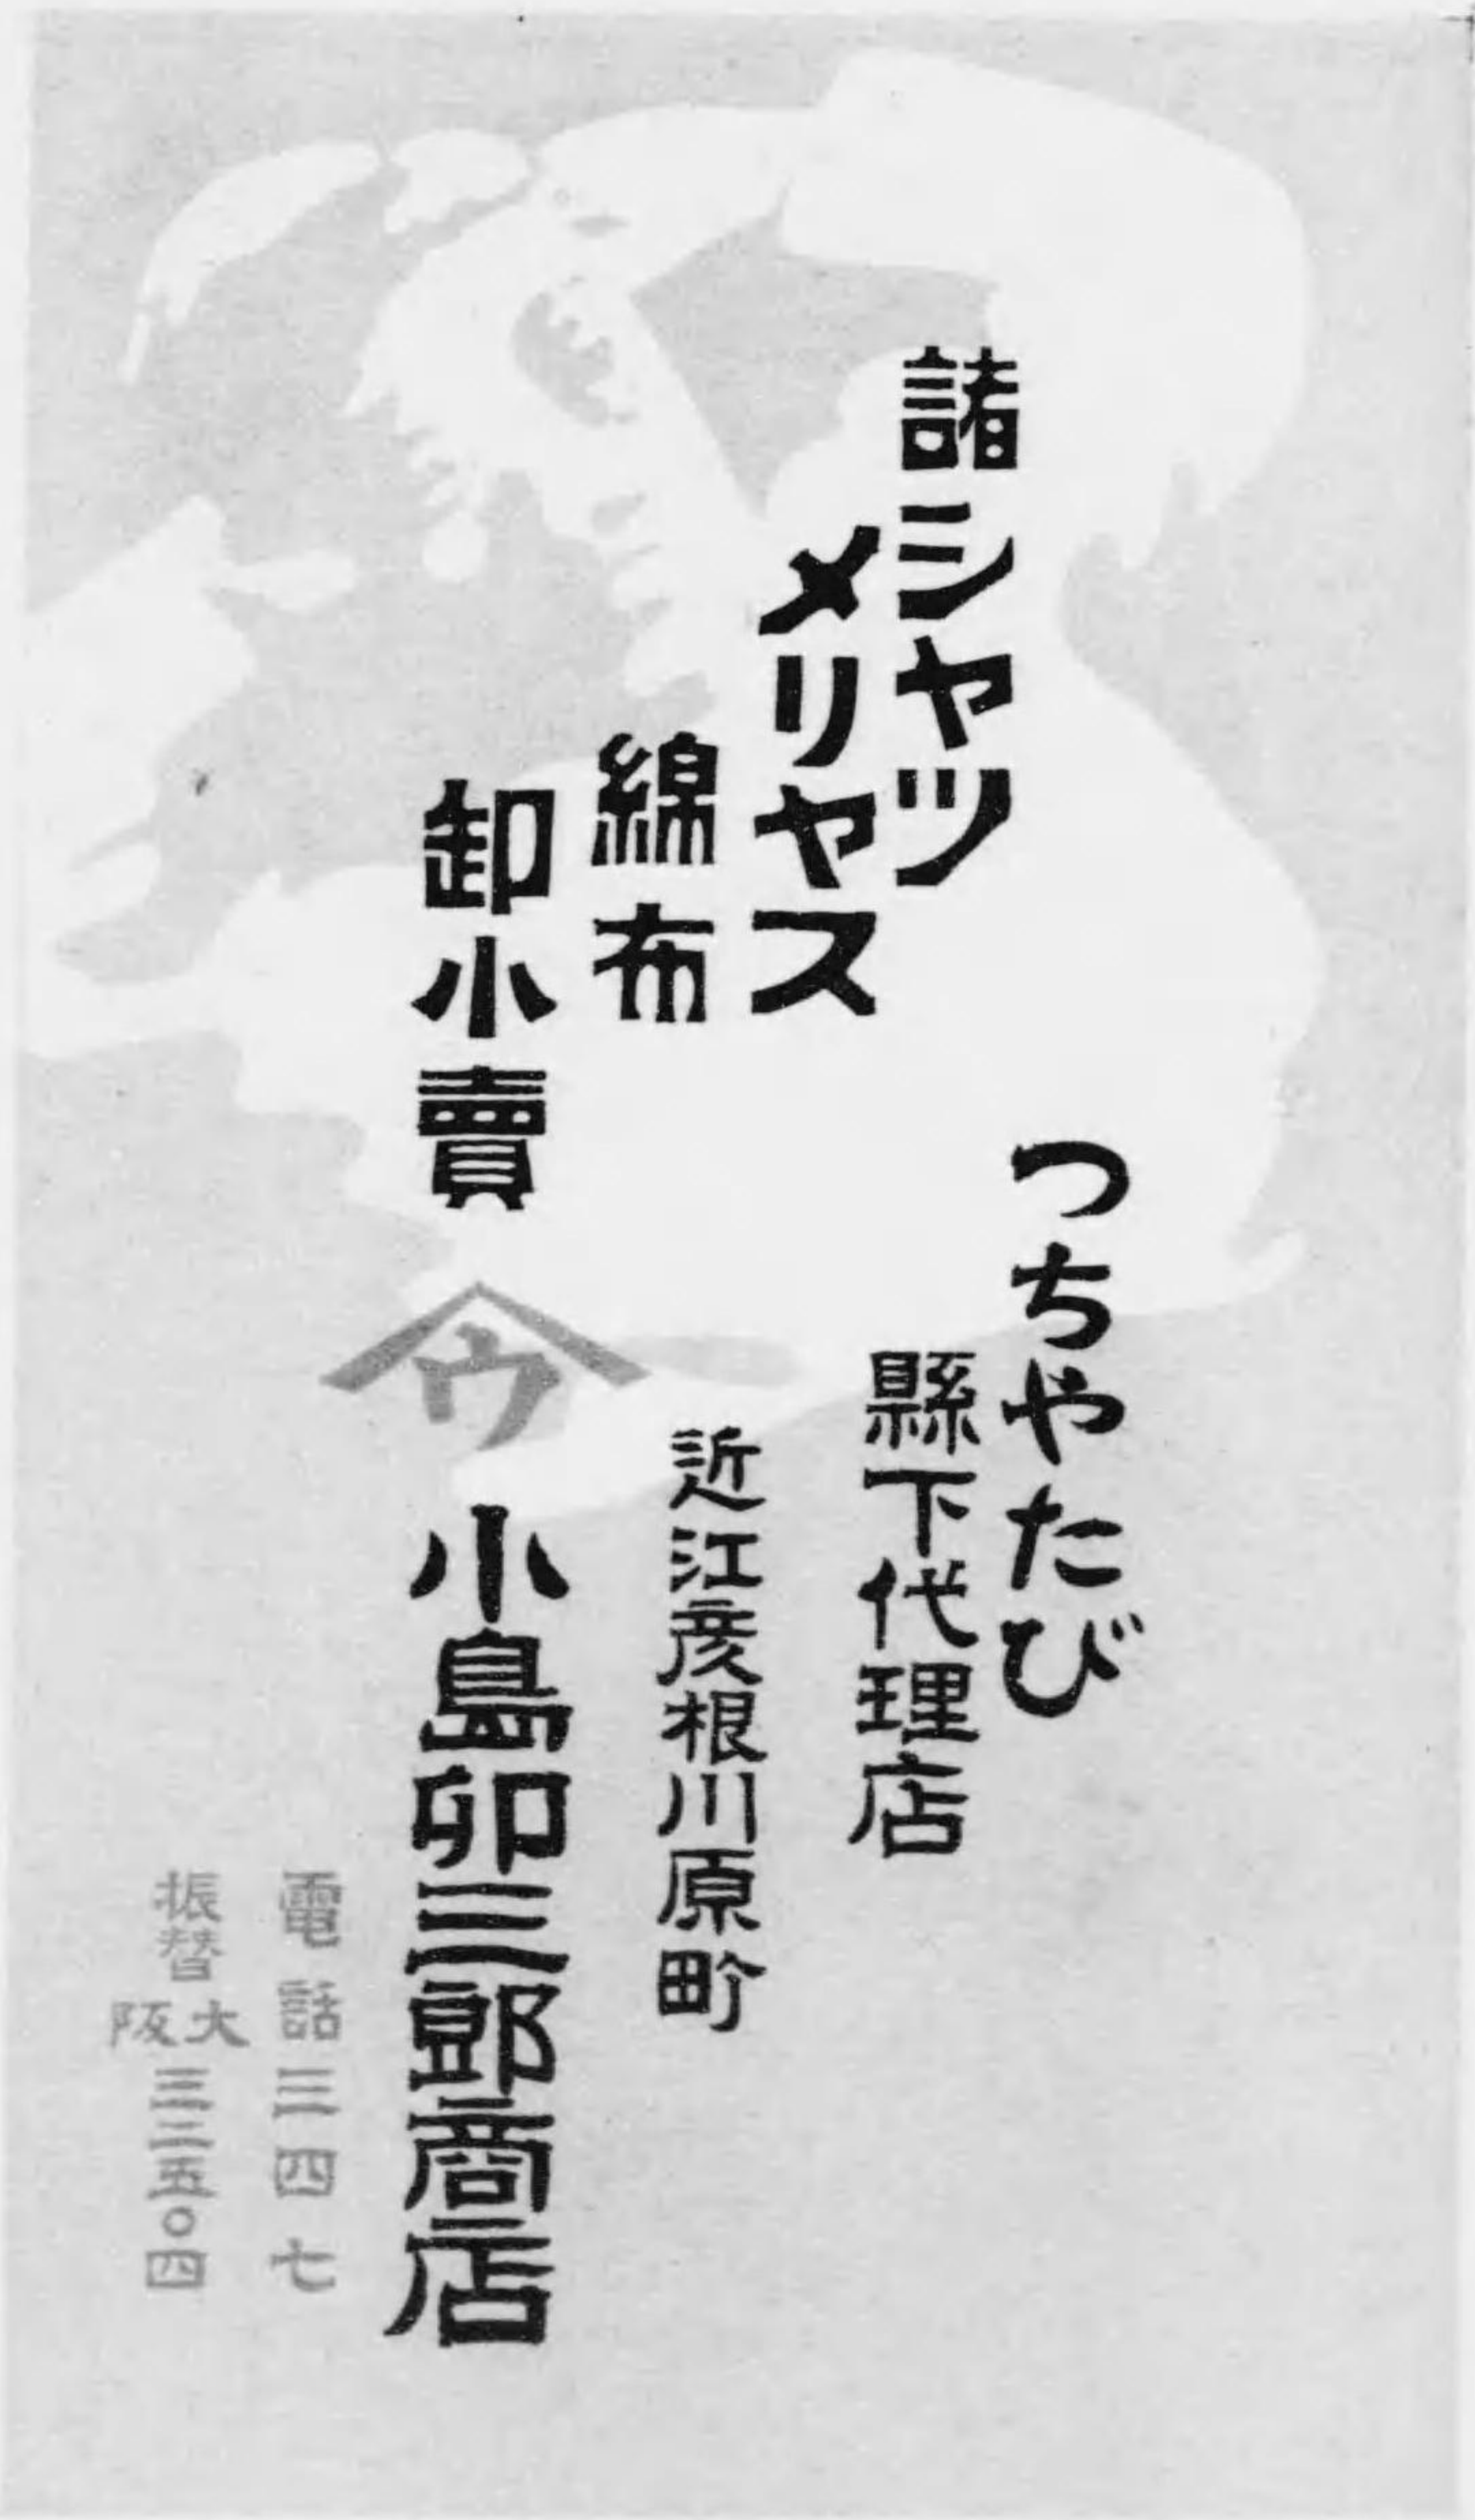 諸シヤツ
メリヤス
綿布
卸小賣
つちやたび
縣下代理店
近江彦根川原町
ウ
小島卯三郎商店
電話三四七
振替大阪三三五〇四